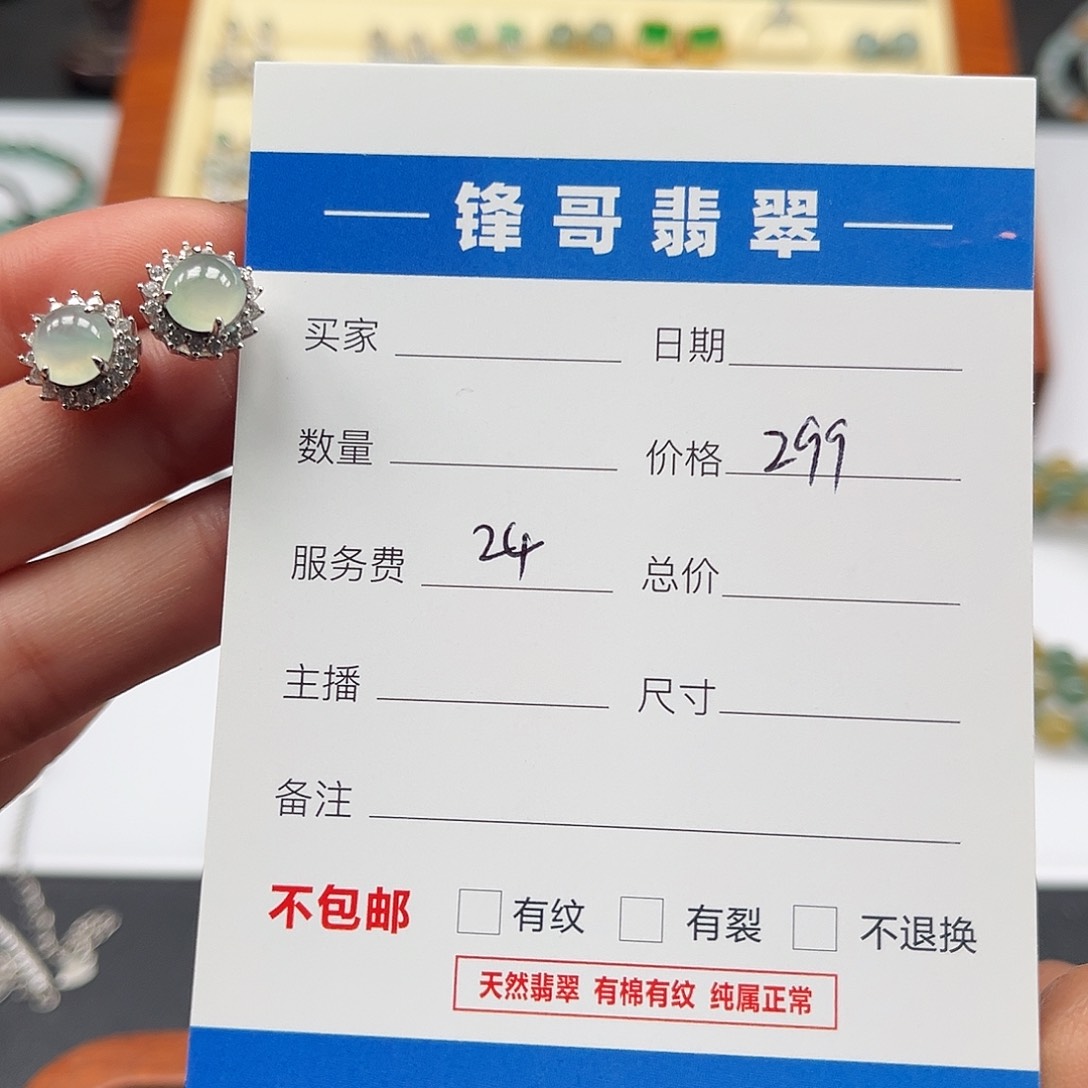 锋哥翡翠
买家 日期
数量 价格 299
服务费 24 总价
主播 尺寸
备注
不包邮 有纹 有裂 不退换
天然翡翠 有棉有纹 纯属正常